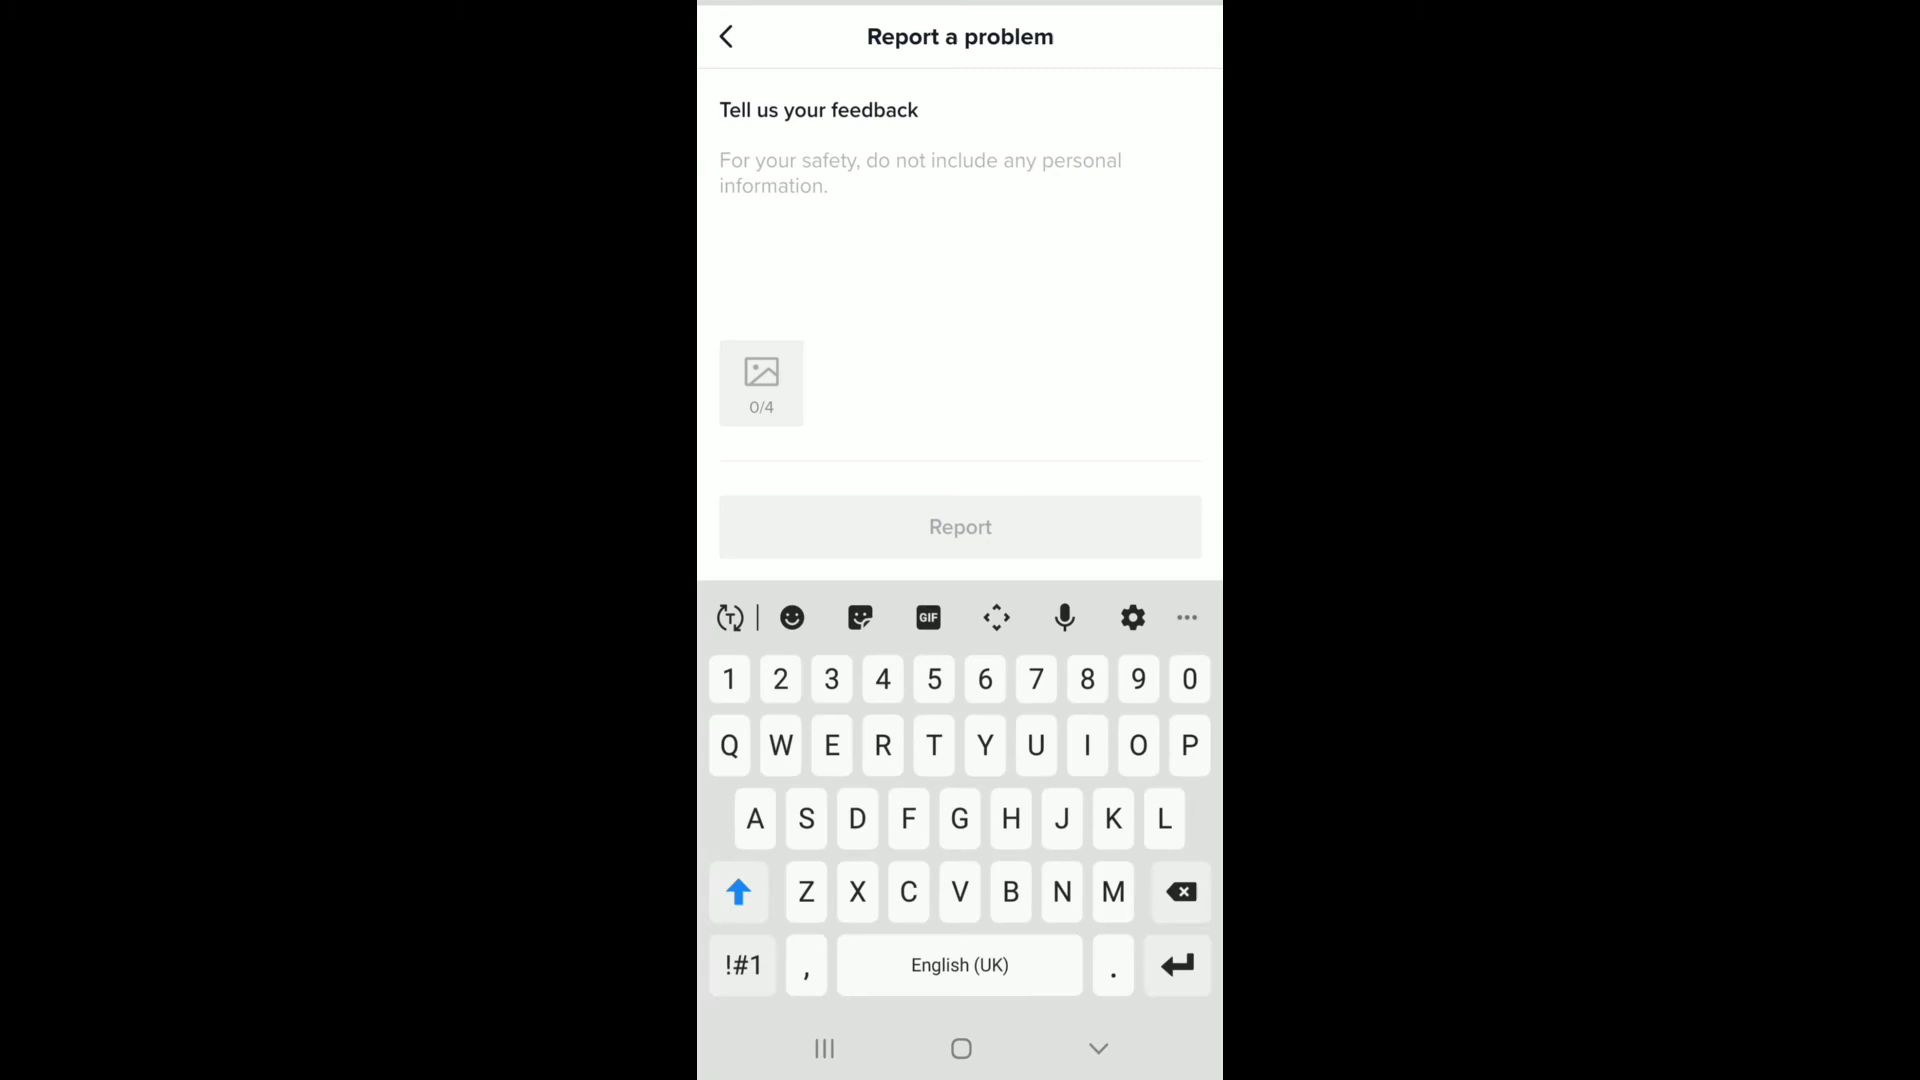 Report a problem
Tell us your feedback
For your safety, do not include any personal
information.
0/4
Report
T GIF
1 2 3 4 5 6 7 8 9 0
Q W E R T Y U I O P
A S D F G H J K L
Z X C V B N M
!#1 , English (UK) .